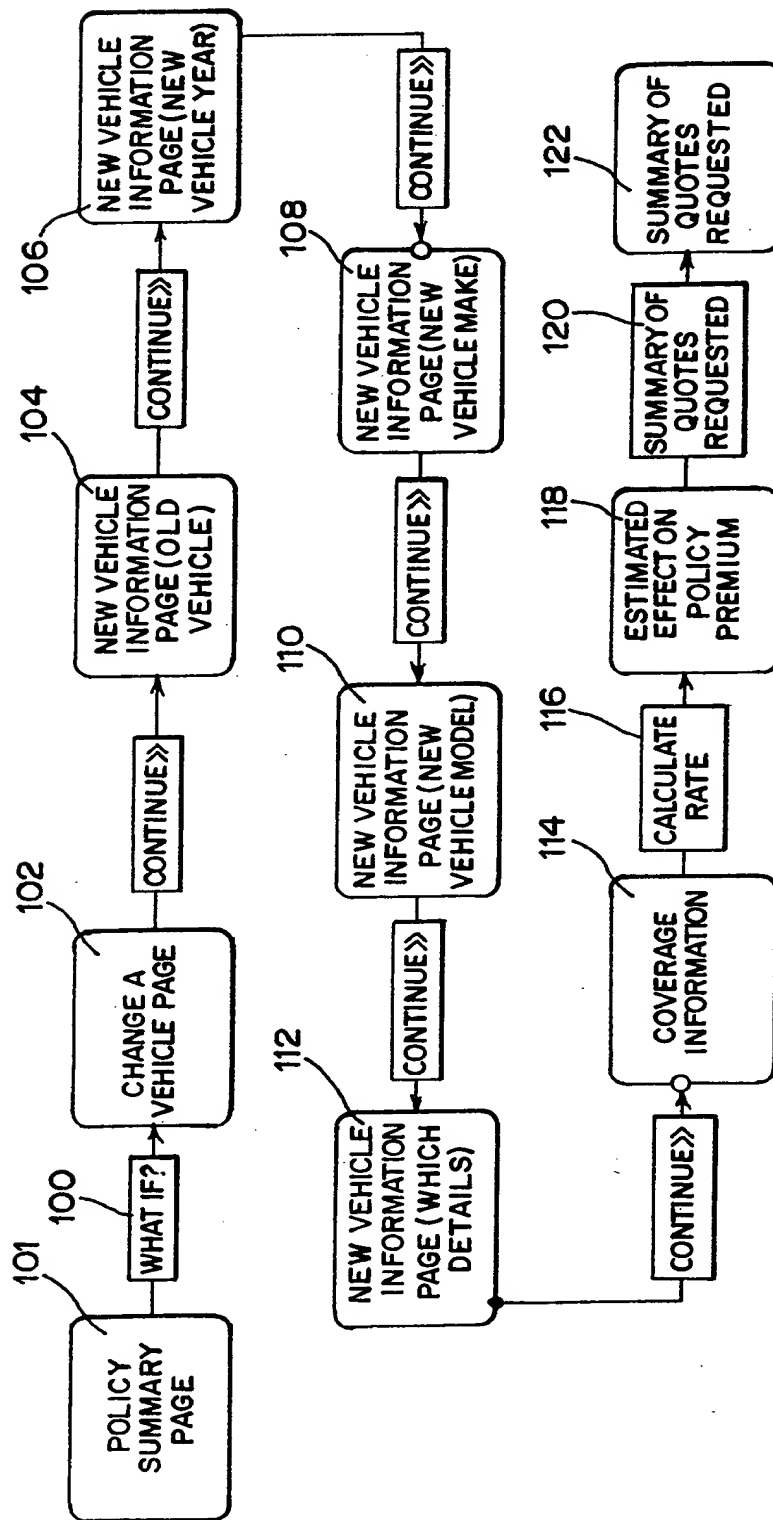 101
POLICY
SUMMARY
PAGE
100
WHAT IF?
102
CHANGE A
VEHICLE PAGE
CONTINUE≫
104
NEW VEHICLE
INFORMATION
PAGE (OLD
VEHICLE)
CONTINUE≫
106
NEW VEHICLE
INFORMATION
PAGE (NEW
VEHICLE YEAR)
CONTINUE≫
108
NEW VEHICLE
INFORMATION
PAGE (NEW
VEHICLE MAKE)
CONTINUE≫
110
NEW VEHICLE
INFORMATION
PAGE (NEW
VEHICLE MODEL)
CONTINUE≫
112
NEW VEHICLE
INFORMATION
PAGE (WHICH
DETAILS)
CONTINUE≫
114
COVERAGE
INFORMATION
116
CALCULATE
RATE
118
ESTIMATED
EFFECT ON
POLICY
PREMIUM
120
SUMMARY OF
QUOTES
REQUESTED
122
SUMMARY OF
QUOTES
REQUESTED